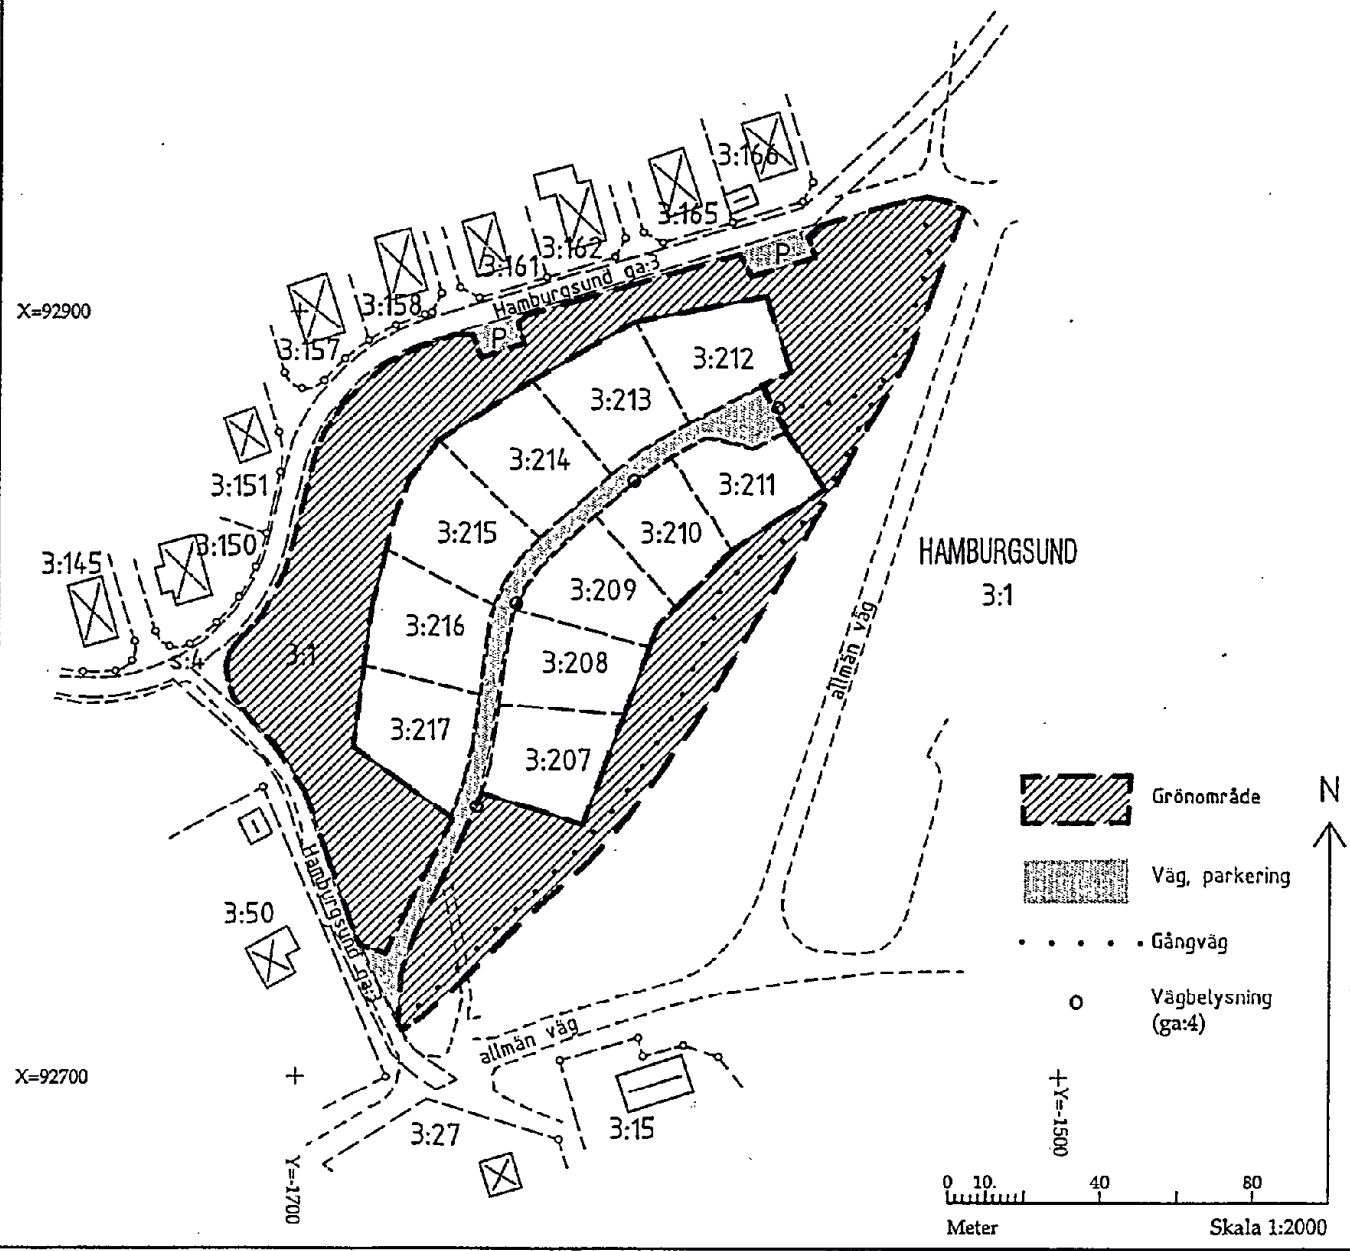 3:166
3:165
3:162
3:161
Hamburgsund ga:3
P
X=92900
3:158
3:157
P
3:212
3:213
3:214
3:211
3:151
3:215
3:210
3:150
3:145
HAMBURGSUND
3:1
3:209
3:216
3:208
allmän väg
s:4
3:1
3:217
3:207
Grönområde
N
Väg, parkering
Hamburgsund ga:3
3:50
Gångväg
Vägbelysning
(ga:4)
allmän väg
X=92700
Y=-1500
3:27
3:15
Y=-1700
0 10 40 80
Meter Skala 1:2000